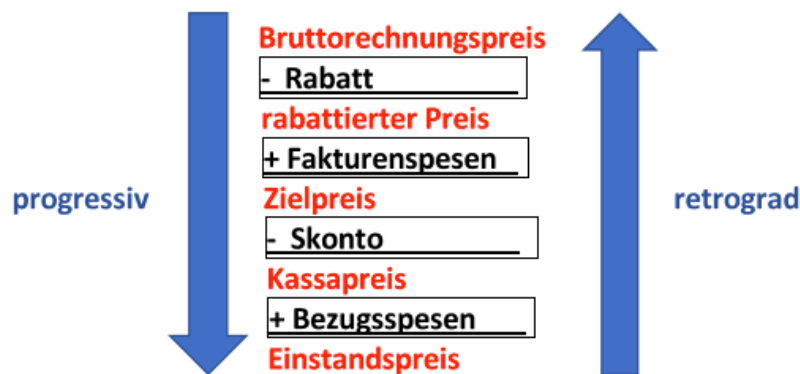 Bruttorechnungspreis
- Rabatt
rabattierter Preis
+ Fakturenspesen
progressiv
Zielpreis
retrograd
- Skonto
Kassapreis
+ Bezugsspesen
Einstandspreis